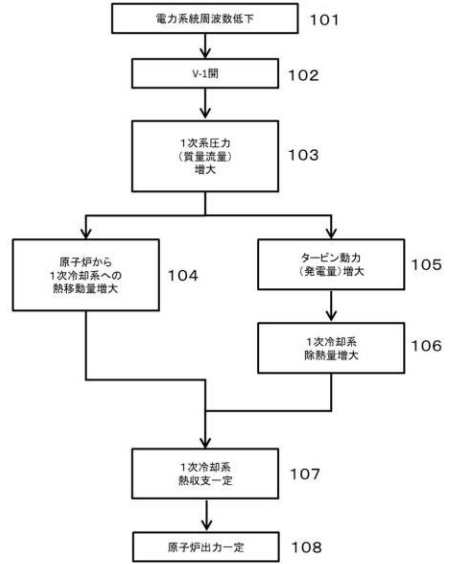 電力系統周波数低下
101
V-1開
102
1次系圧力
(質量流量)
増大
103
原子炉から
1次冷却系への
熱移動量増大
104
タービン動力
(発電量)増大
105
1次冷却系
除熱量増大
106
1次冷却系
熱収支一定
107
原子炉出力一定
108